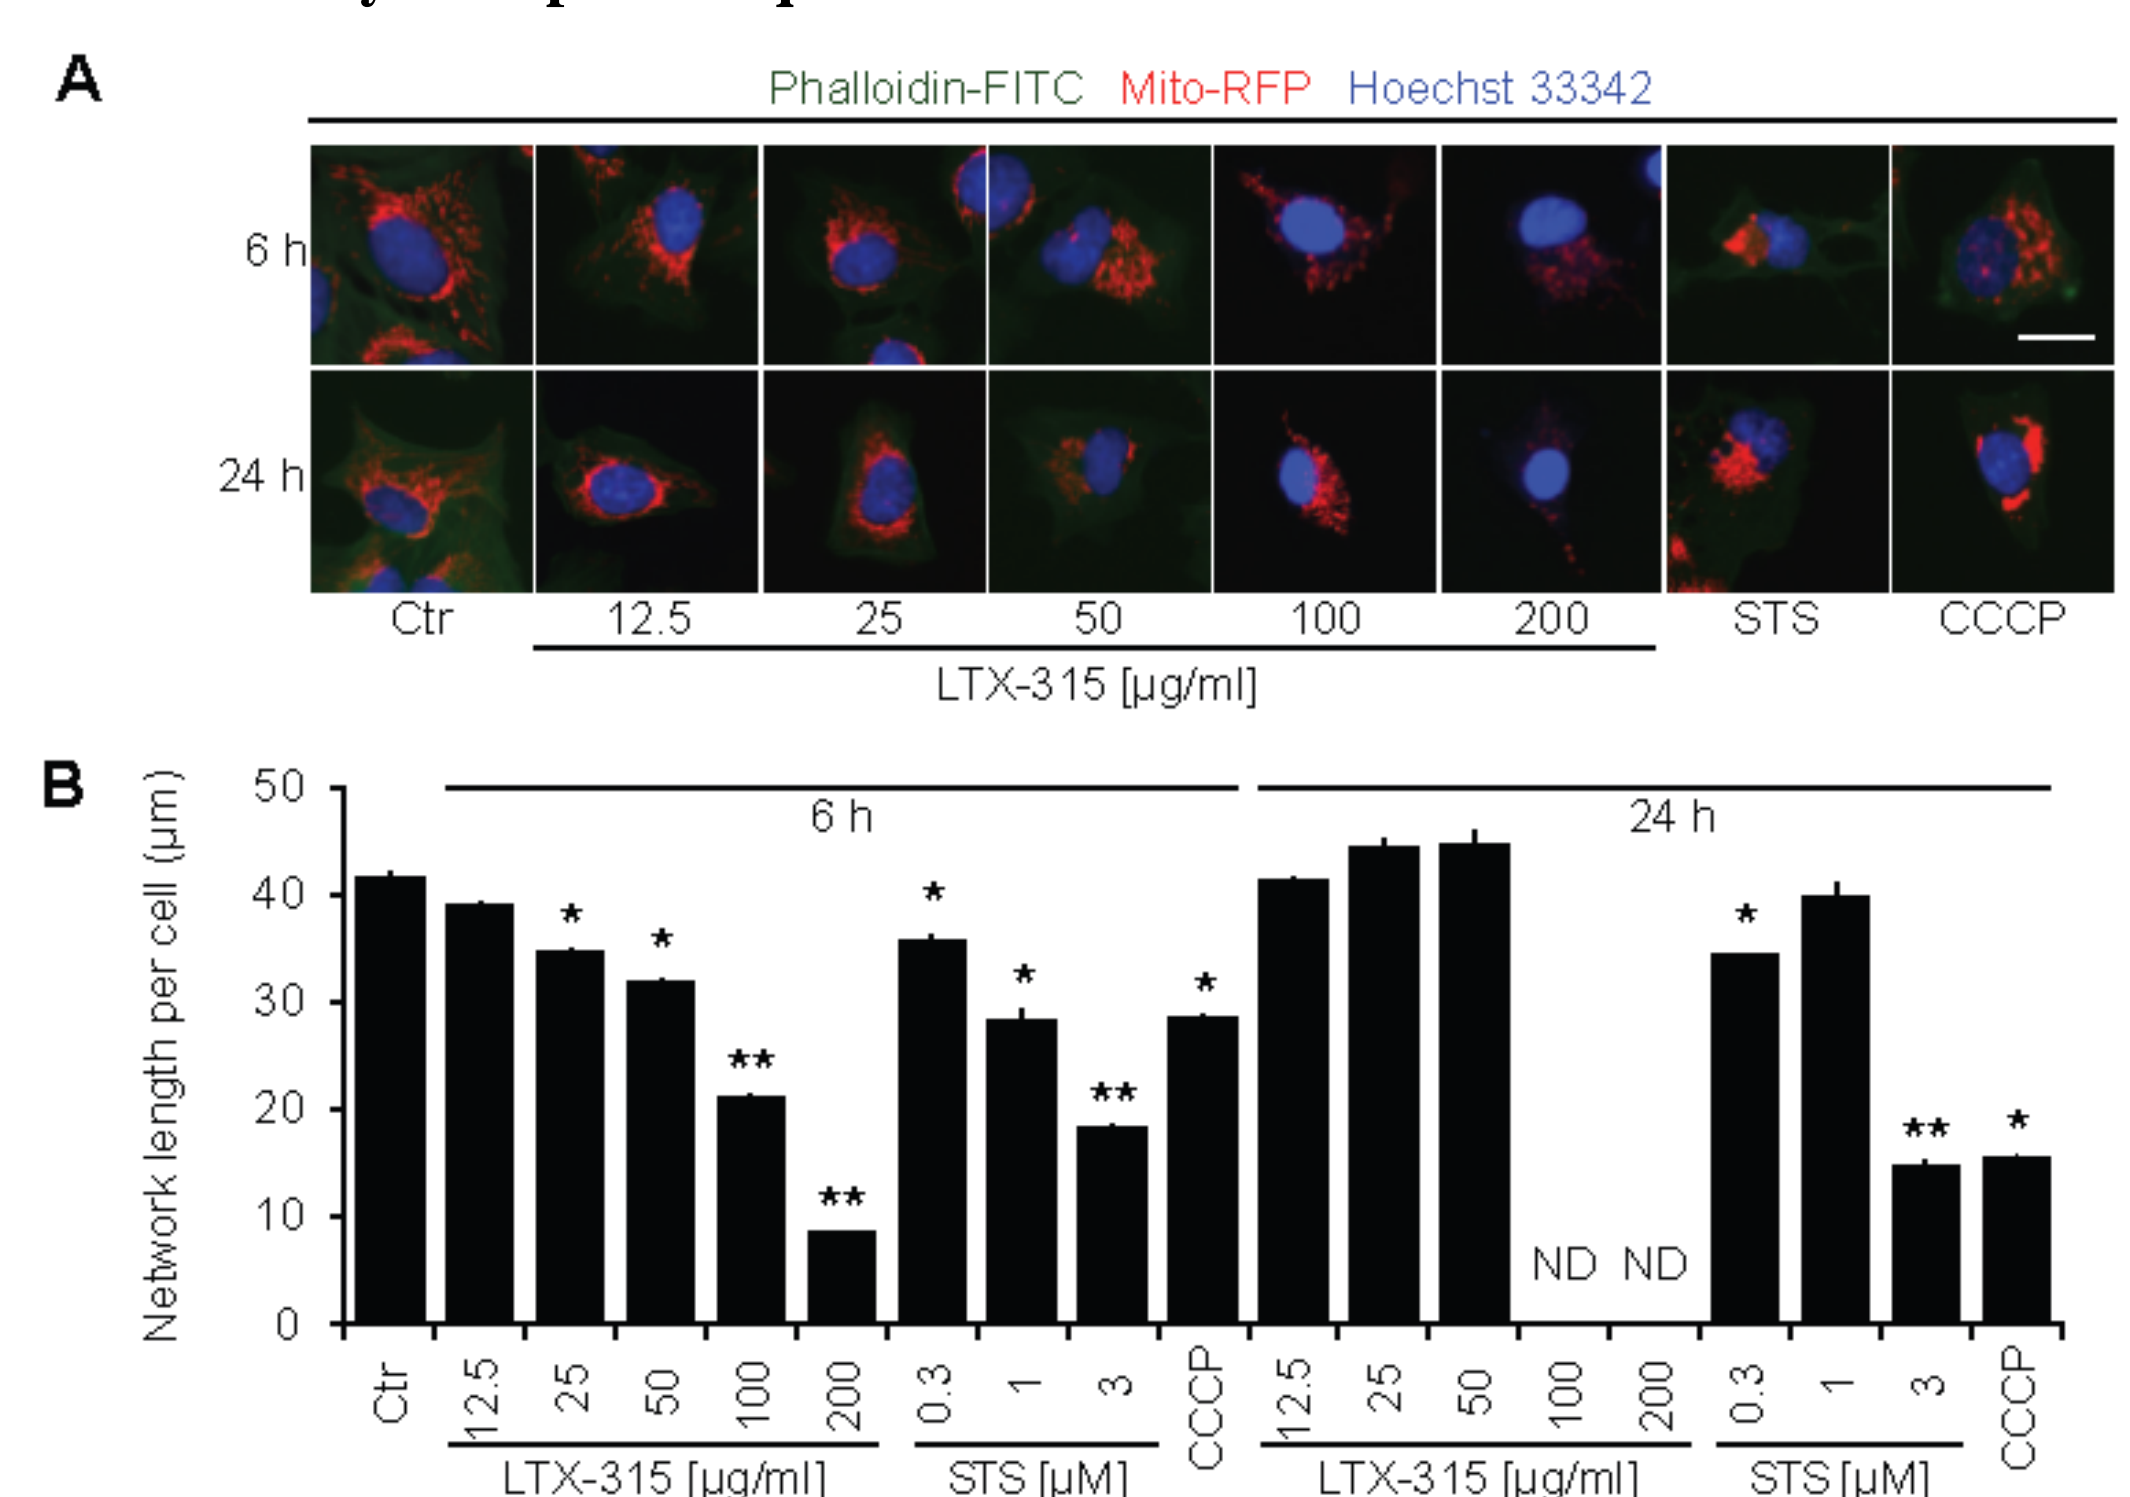 A
Phalloidin-FITC Mito-RFP Hoechst 33342
6 h
24 h
Ctr 12.5 25 50 100 200 STS CCCP
LTX-315 [µg/ml]
B
Network length per cell (µm)
50
40
30
20
10
0
6 h 24 h
* * ** ** * * ** * * ** *
ND ND
Ctr 12.5 25 50 100 200 0.3 1 3 CCCP 12.5 25 50 100 200 0.3 1 3 CCCP
LTX-315 [µg/ml] STS [µM] LTX-315 [µg/ml] STS [µM]